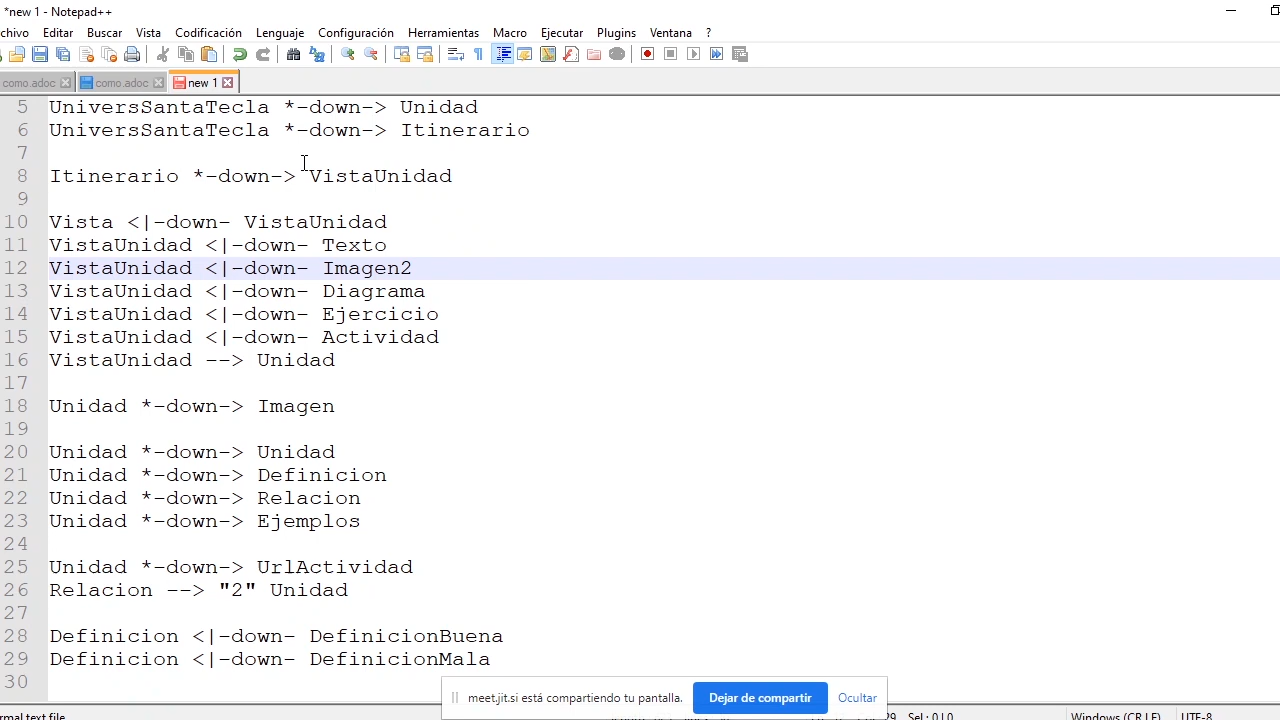 *new 1 - Notepad++
chivo Editar Buscar Vista Codificación Lenguaje Configuración Herramientas Macro Ejecutar Plugins Ventana ?
como.adoc como.adoc new 1
5 UniversSantaTecla *-down-> Unidad
6 UniversSantaTecla *-down-> Itinerario
7
8 Itinerario *-down-> VistaUnidad
9
10 Vista <|-down- VistaUnidad
11 VistaUnidad <|-down- Texto
12 VistaUnidad <|-down- Imagen2
13 VistaUnidad <|-down- Diagrama
14 VistaUnidad <|-down- Ejercicio
15 VistaUnidad <|-down- Actividad
16 VistaUnidad --> Unidad
17
18 Unidad *-down-> Imagen
19
20 Unidad *-down-> Unidad
21 Unidad *-down-> Definicion
22 Unidad *-down-> Relacion
23 Unidad *-down-> Ejemplos
24
25 Unidad *-down-> UrlActividad
26 Relacion --> "2" Unidad
27
28 Definicion <|-down- DefinicionBuena
29 Definicion <|-down- DefinicionMala
30
meet.jit.si está compartiendo tu pantalla. Dejar de compartir Ocultar
rmal text file Sel : 0 | 0 Windows (CR LF) UTF-8